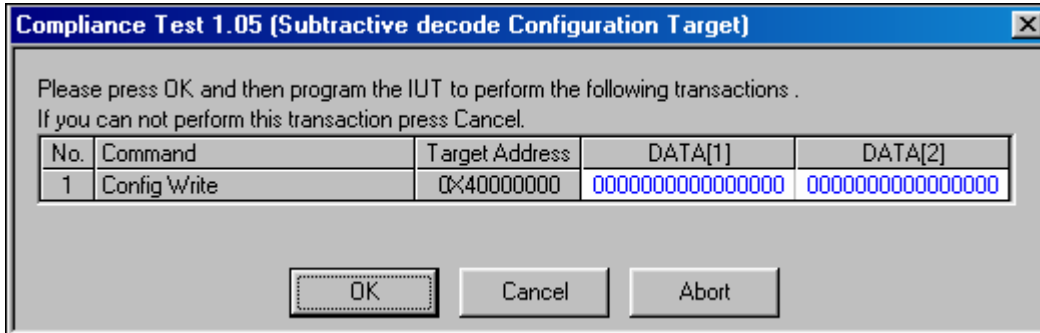 Compliance Test 1.05 (Subtractive decode Configuration Target)
Please press OK and then program the IUT to perform the following transactions .
If you can not perform this transaction press Cancel.
No. Command Target Address DATA[1] DATA[2]
1 Config Write 0X40000000 0000000000000000 0000000000000000
OK Cancel Abort